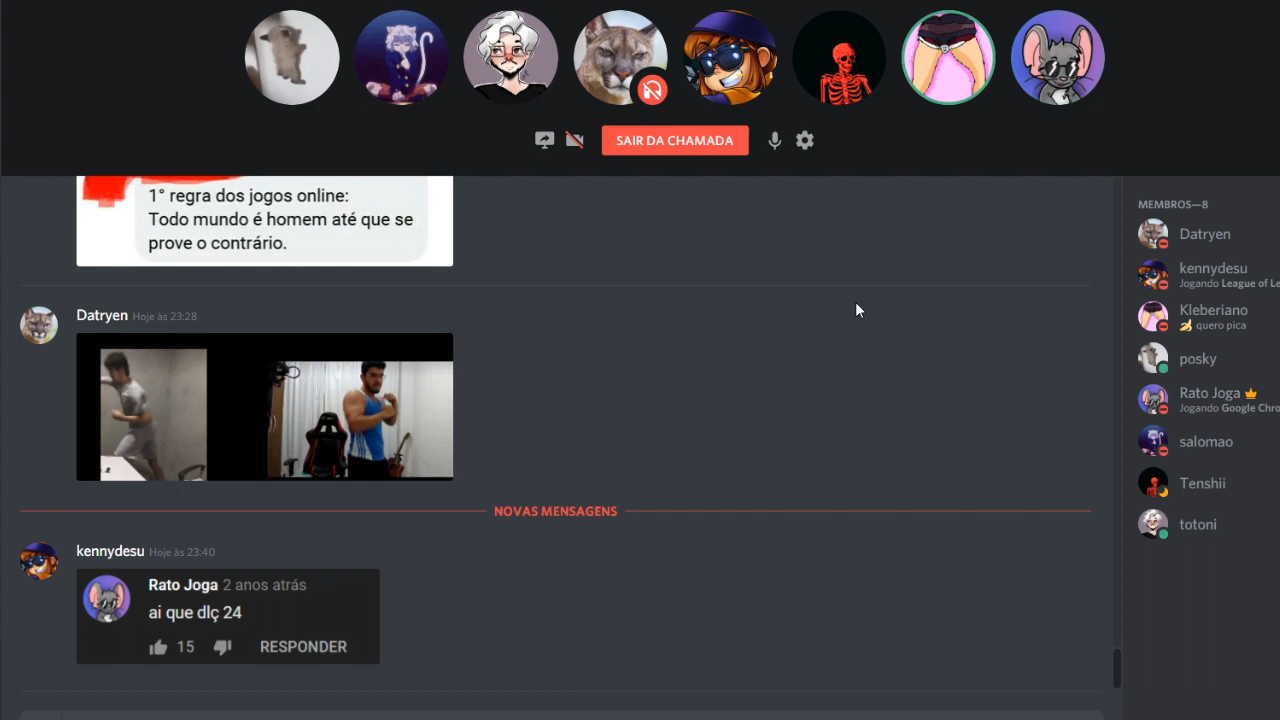 SAIR DA CHAMADA
1° regra dos jogos online:
Todo mundo é homem até que se
prove o contrário.
Datryen Hoje às 23:28
NOVAS MENSAGENS
kennydesu Hoje às 23:40
Rato Joga 2 anos atrás
ai que dlç 24
15 RESPONDER
MEMBROS—8
Datryen
kennydesu
Jogando League of Le
Kleberiano
quero pica
posky
Rato Joga
Jogando Google Chro
salomao
Tenshii
totoni